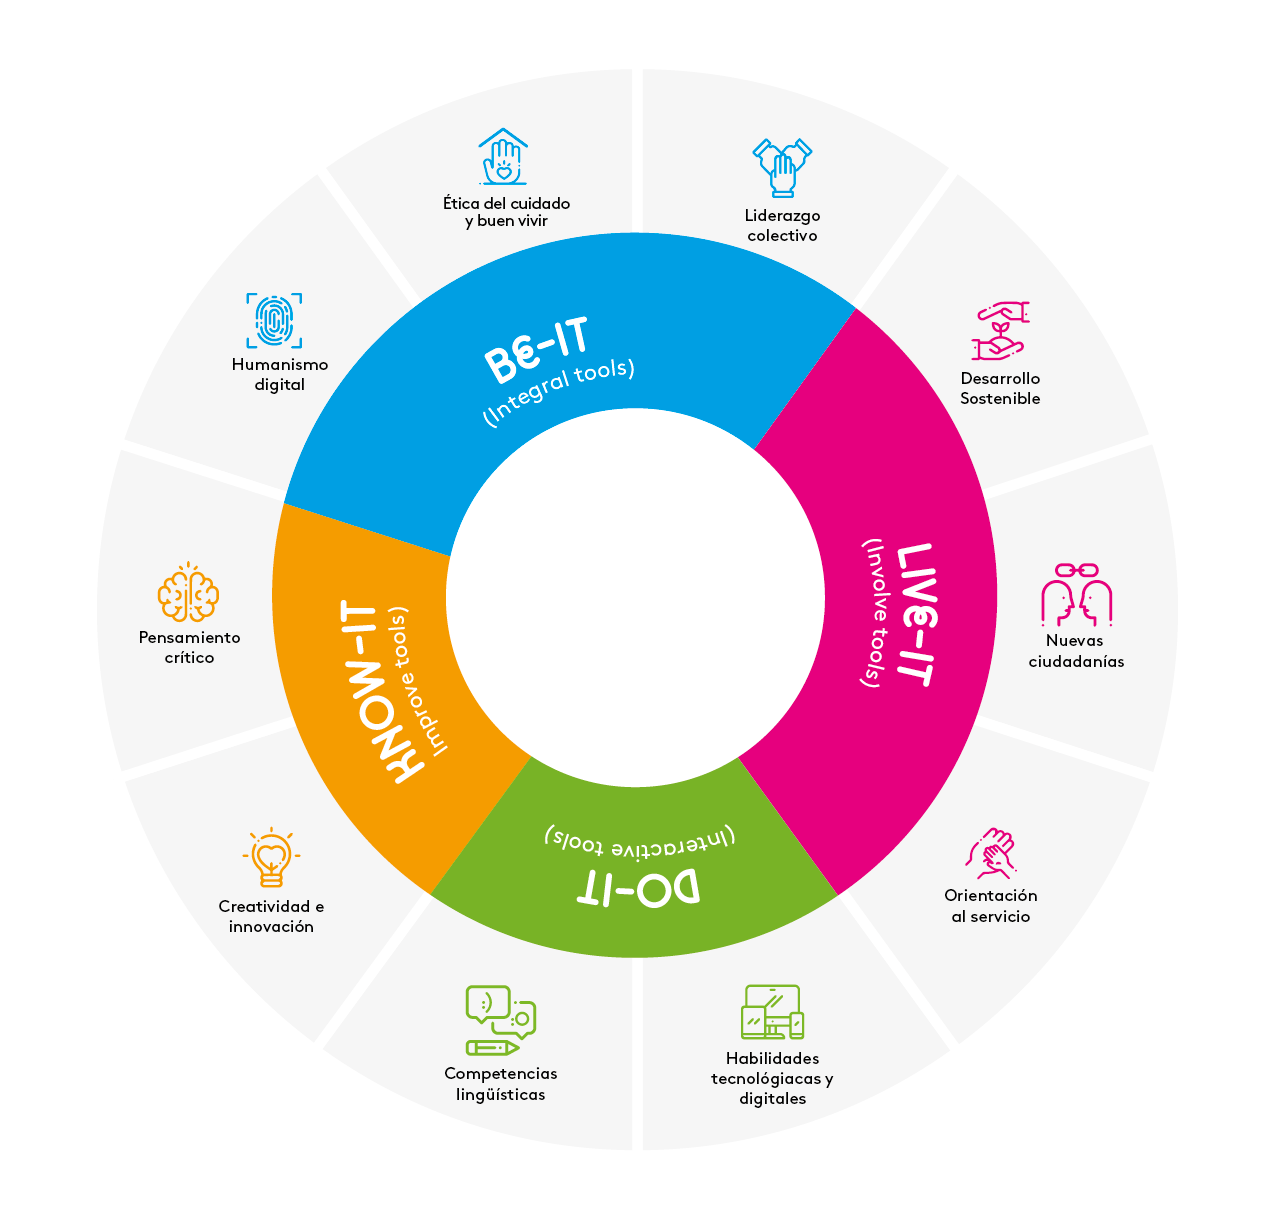 Ética del cuidado
y buen vivir
Liderazgo
colectivo
Humanismo
digital
Desarrollo
Sostenible
BE-IT
(Integral tools)
LIVE-IT
(Involve tools)
Nuevas
ciudadanías
Pensamiento
crítico
KNOW-IT
Improve tools)
DO-IT
(Interactive tools)
Orientación
al servicio
Creatividad e
innovación
Competencias
lingüísticas
Habilidades
tecnológiacas y
digitales